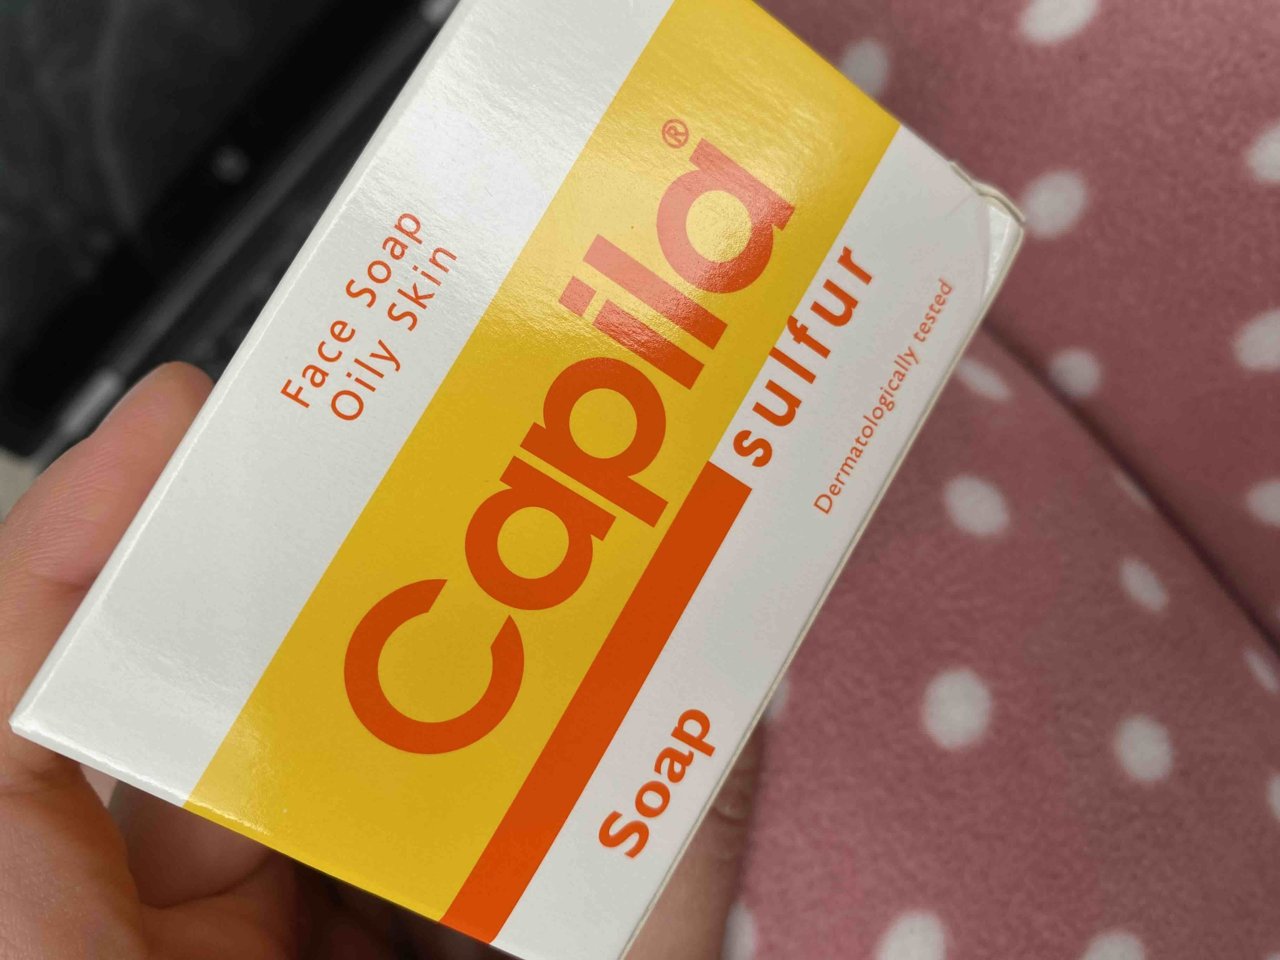 Face Soap
Oily Skin
Capila®
sulfur
Dermatologically tested
Soap